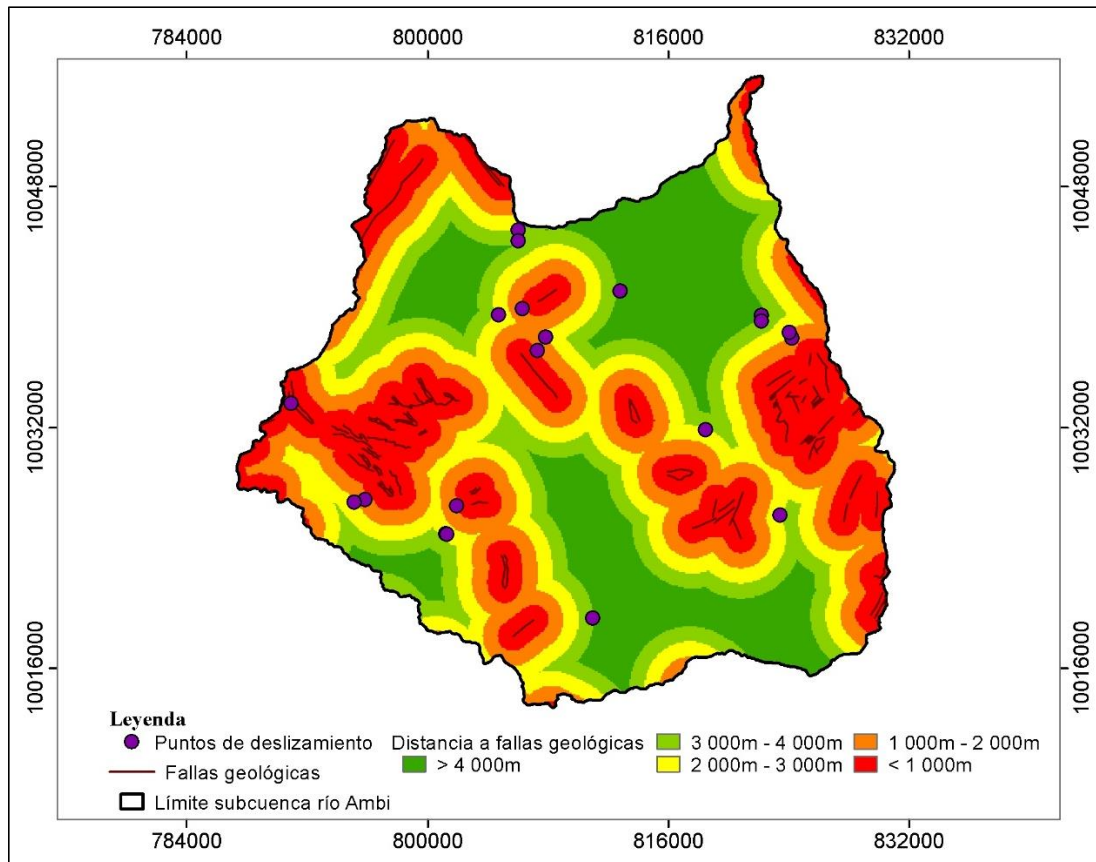 784000 800000 816000 832000
10048000 10048000
10032000 10032000
10016000 10016000
Leyenda
Puntos de deslizamiento
Fallas geológicas
Límite subcuenca río Ambi
Distancia a fallas geológicas
> 4 000m
3 000m - 4 000m
2 000m - 3 000m
1 000m - 2 000m
< 1 000m
784000 800000 816000 832000